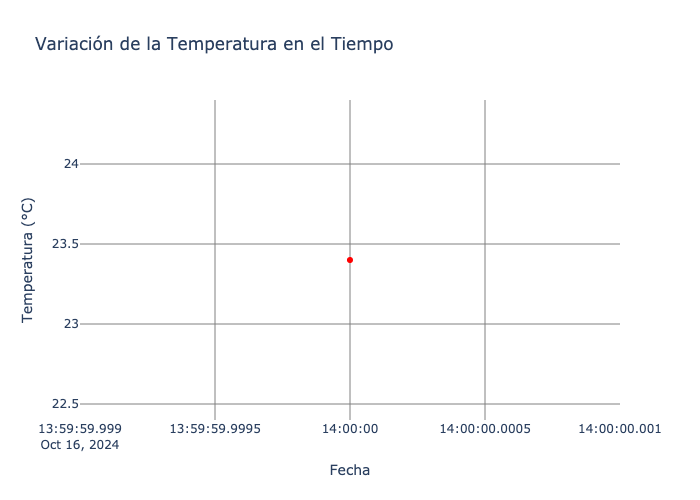 Variación de la Temperatura en el Tiempo
Temperatura (°C)
24
23.5
23
22.5
13:59:59.999 13:59:59.9995 14:00:00 14:00:00.0005 14:00:00.001
Oct 16, 2024
Fecha